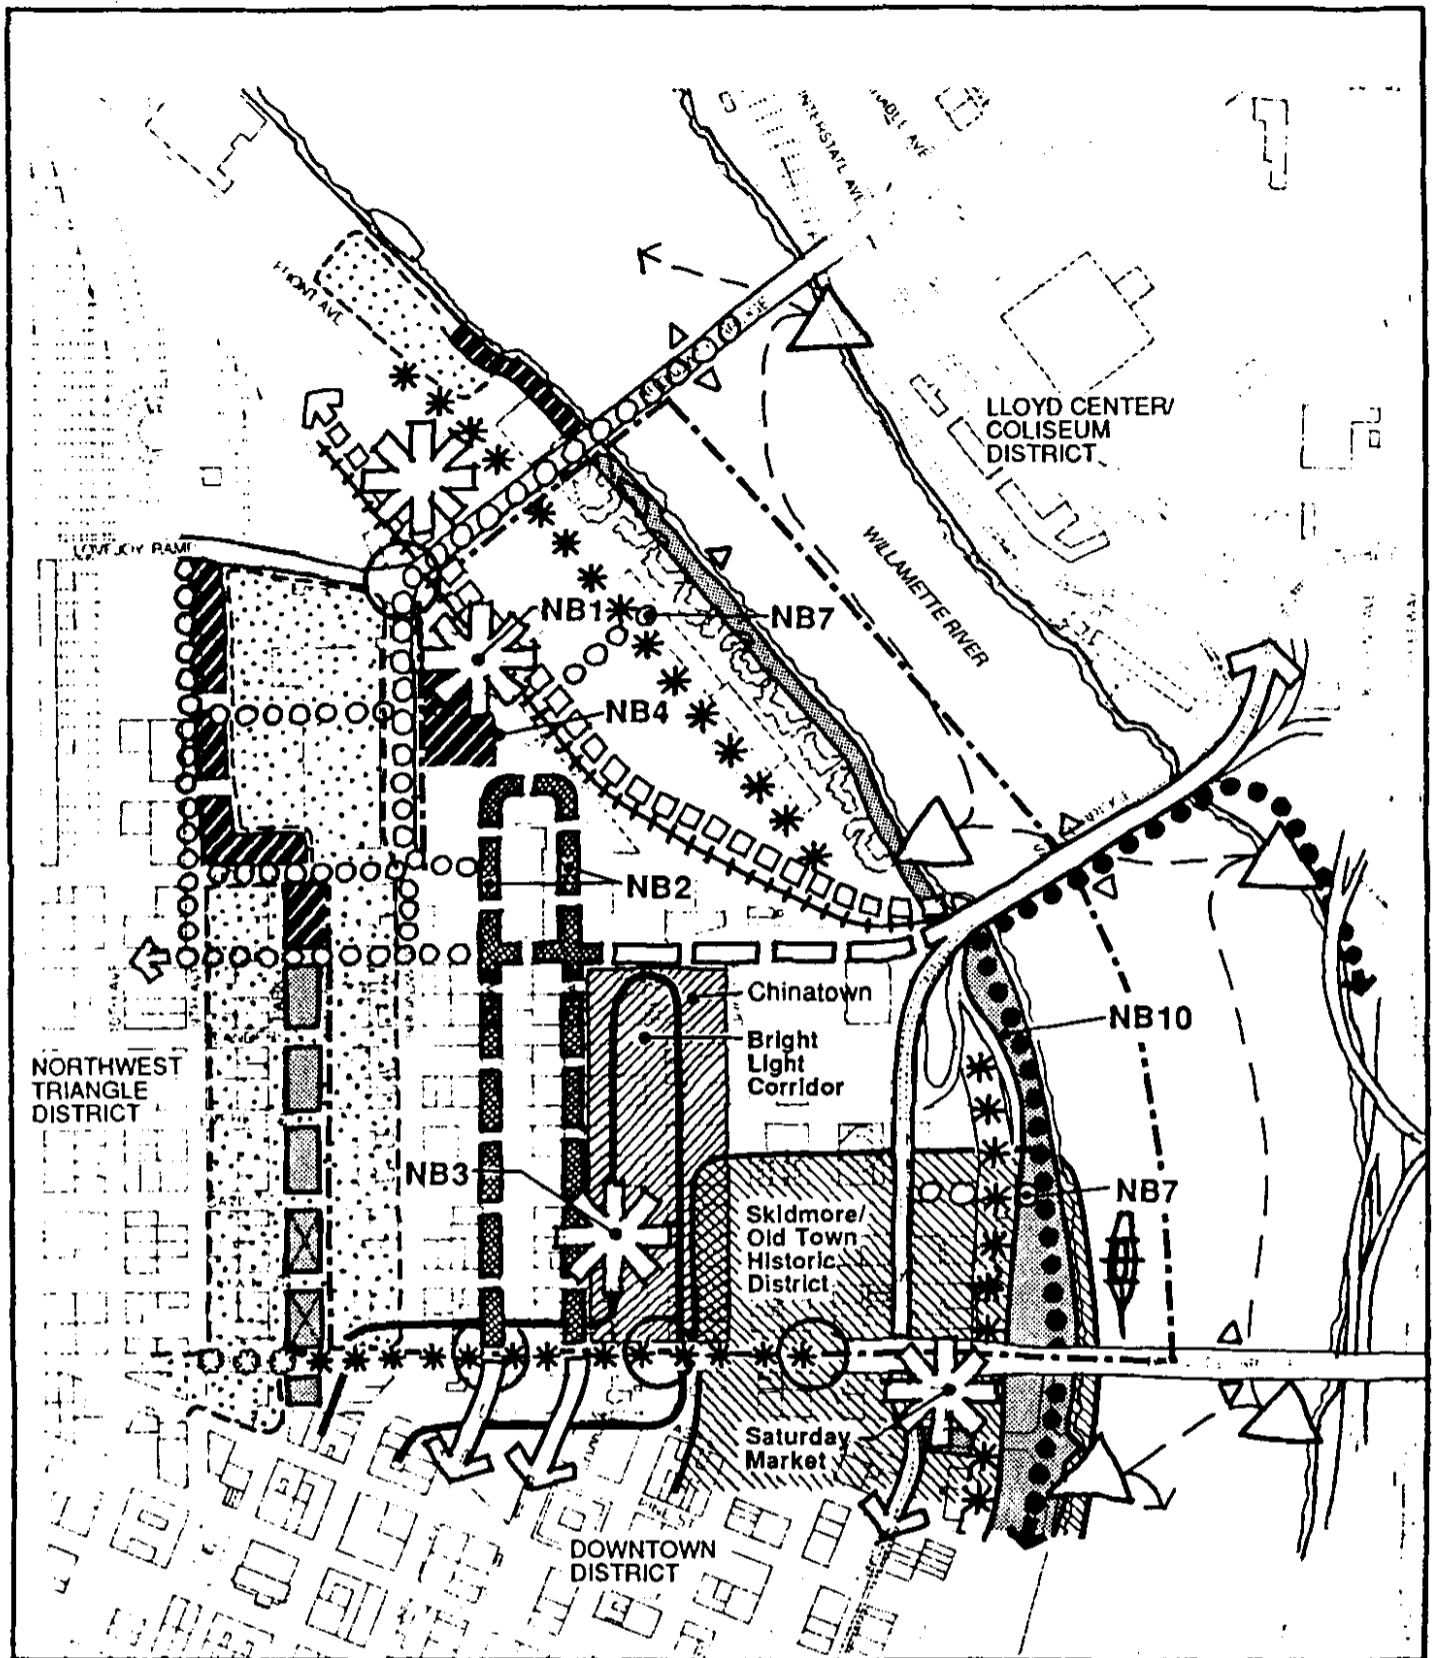 INTERSTATE AVE
FRONT AVE
LLOYD CENTER/
COLISEUM
DISTRICT
LOVEJOY RAMP
WILLAMETTE RIVER
NB1
NB7
NB4
NB2
Chinatown
NB10
Bright
Light
Corridor
NORTHWEST
TRIANGLE
DISTRICT
NB3
NB7
Skidmore/
Old Town
Historic
District
Saturday
Market
DOWNTOWN
DISTRICT